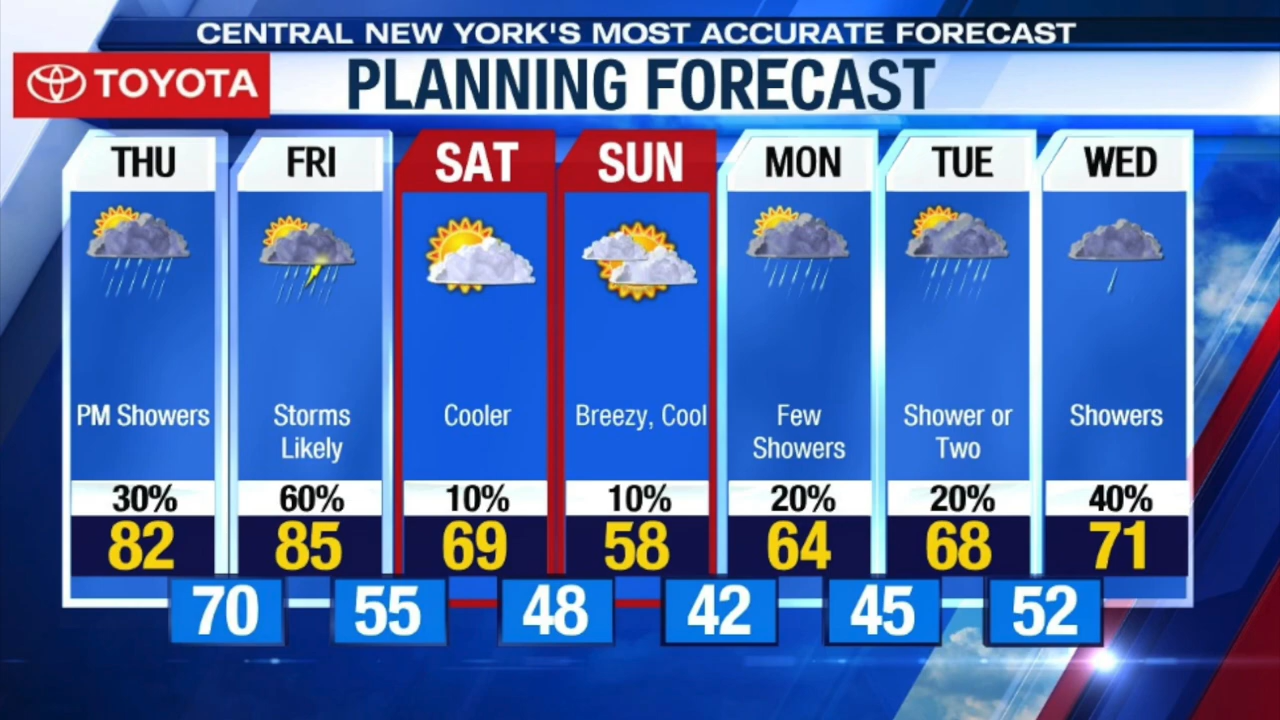 CENTRAL NEW YORK'S MOST ACCURATE FORECAST
TOYOTA
PLANNING FORECAST
THU FRI SAT SUN MON TUE WED
PM Showers
Storms
Likely
Cooler
Breezy, Cool
Few
Showers
Shower or
Two
Showers
30% 60% 10% 10% 20% 20% 40%
82 85 69 58 64 68 71
70 55 48 42 45 52